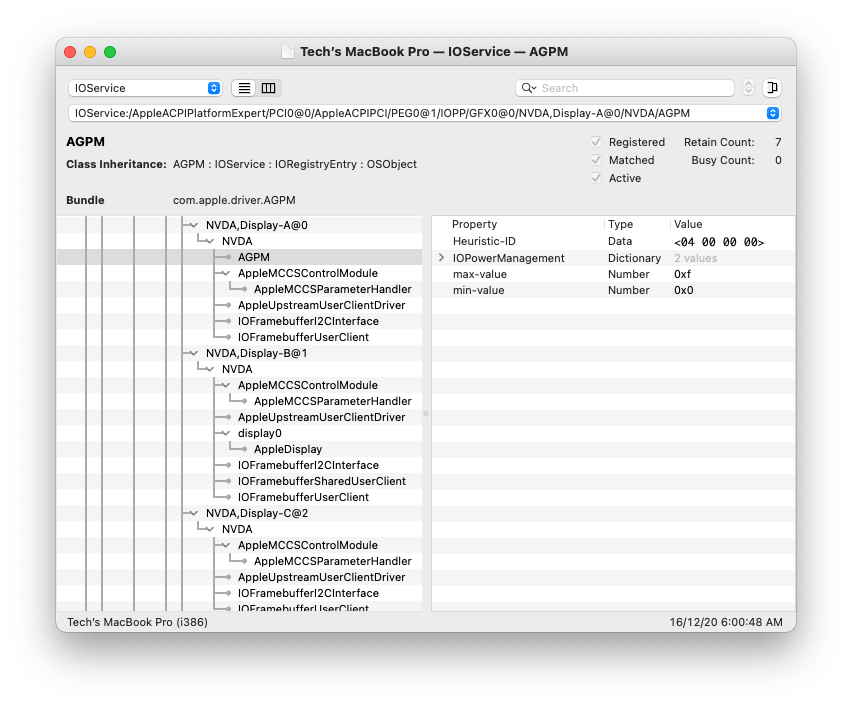 Tech's MacBook Pro — IOService — AGPM
IOService
Search
IOService:/AppleACPIPlatformExpert/PCI0@0/AppleACPIPCI/PEG0@1/IOPP/GFX0@0/NVDA,Display-A@0/NVDA/AGPM
AGPM
Registered Retain Count: 7
Class Inheritance: AGPM : IOService : IORegistryEntry : OSObject
Matched Busy Count: 0
Active
Bundle com.apple.driver.AGPM
NVDA,Display-A@0
NVDA
AGPM
AppleMCCSControlModule
AppleMCCSParameterHandler
AppleUpstreamUserClientDriver
IOFramebufferI2CInterface
IOFramebufferUserClient
NVDA,Display-B@1
NVDA
AppleMCCSControlModule
AppleMCCSParameterHandler
AppleUpstreamUserClientDriver
display0
AppleDisplay
IOFramebufferI2CInterface
IOFramebufferSharedUserClient
IOFramebufferUserClient
NVDA,Display-C@2
NVDA
AppleMCCSControlModule
AppleMCCSParameterHandler
AppleUpstreamUserClientDriver
IOFramebufferI2CInterface
IOFramebufferUserClient
Property Type Value
Heuristic-ID Data <04 00 00 00>
IOPowerManagement Dictionary 2 values
max-value Number 0xf
min-value Number 0x0
Tech's MacBook Pro (i386)
16/12/20 6:00:48 AM